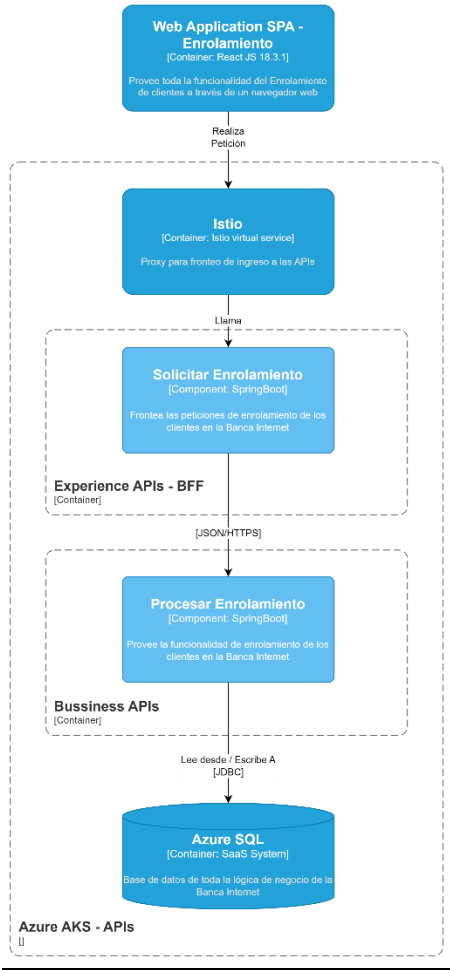 Web Application SPA -
Enrolamiento
[Container: React JS 18.3.1]
Provee toda la funcionalidad del Enrolamiento
de clientes a través de un navegador web
Realiza
Petición
Istio
[Container: Istio virtual service]
Proxy para fronteo de ingreso a las APIs
Llama
Solicitar Enrolamiento
[Component: SpringBoot]
Frontea las peticiones de enrolamiento de los
clientes en la Banca Internet
Experience APIs - BFF
[Container]
[JSON/HTTPS]
Procesar Enrolamiento
[Component: SpringBoot]
Provee la funcionalidad de enrolamiento de los
clientes en la Banca Internet
Bussiness APIs
[Container]
Lee desde / Escribe A
[JDBC]
Azure SQL
[Container: SaaS System]
Base de datos de toda la lógica de negocio de la
Banca Internet
Azure AKS - APIs
[]